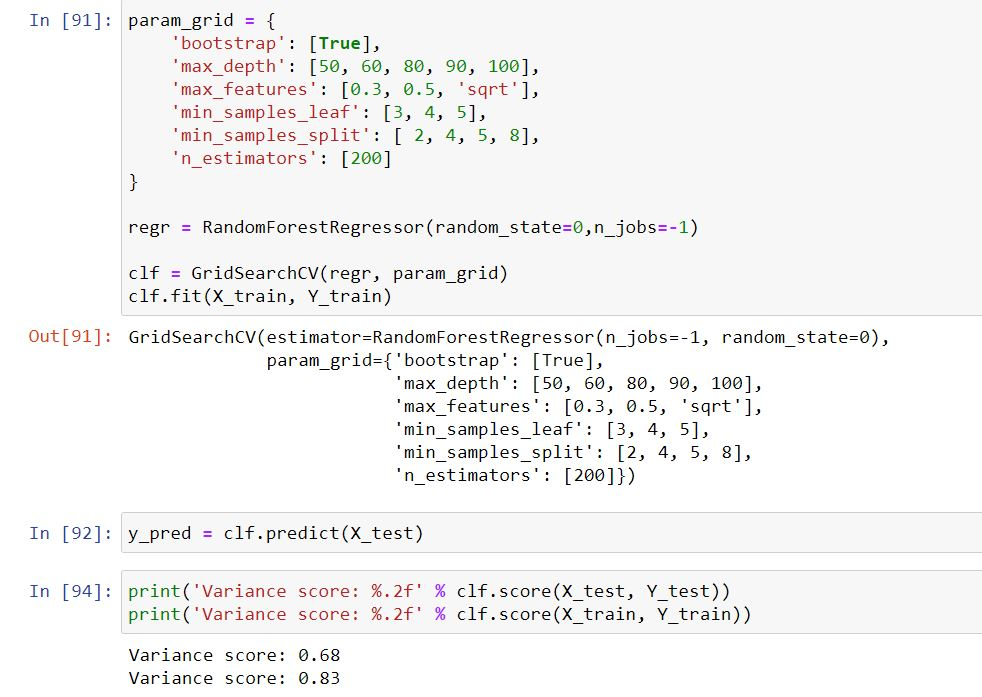 In [91]: param_grid = {
    'bootstrap': [True],
    'max_depth': [50, 60, 80, 90, 100],
    'max_features': [0.3, 0.5, 'sqrt'],
    'min_samples_leaf': [3, 4, 5],
    'min_samples_split': [ 2, 4, 5, 8],
    'n_estimators': [200]
}
regr = RandomForestRegressor(random_state=0,n_jobs=-1)
clf = GridSearchCV(regr, param_grid)
clf.fit(X_train, Y_train)
Out[91]: GridSearchCV(estimator=RandomForestRegressor(n_jobs=-1, random_state=0),
             param_grid={'bootstrap': [True],
                         'max_depth': [50, 60, 80, 90, 100],
                         'max_features': [0.3, 0.5, 'sqrt'],
                         'min_samples_leaf': [3, 4, 5],
                         'min_samples_split': [2, 4, 5, 8],
                         'n_estimators': [200]})
In [92]: y_pred = clf.predict(X_test)
In [94]: print('Variance score: %.2f' % clf.score(X_test, Y_test))
print('Variance score: %.2f' % clf.score(X_train, Y_train))
Variance score: 0.68
Variance score: 0.83